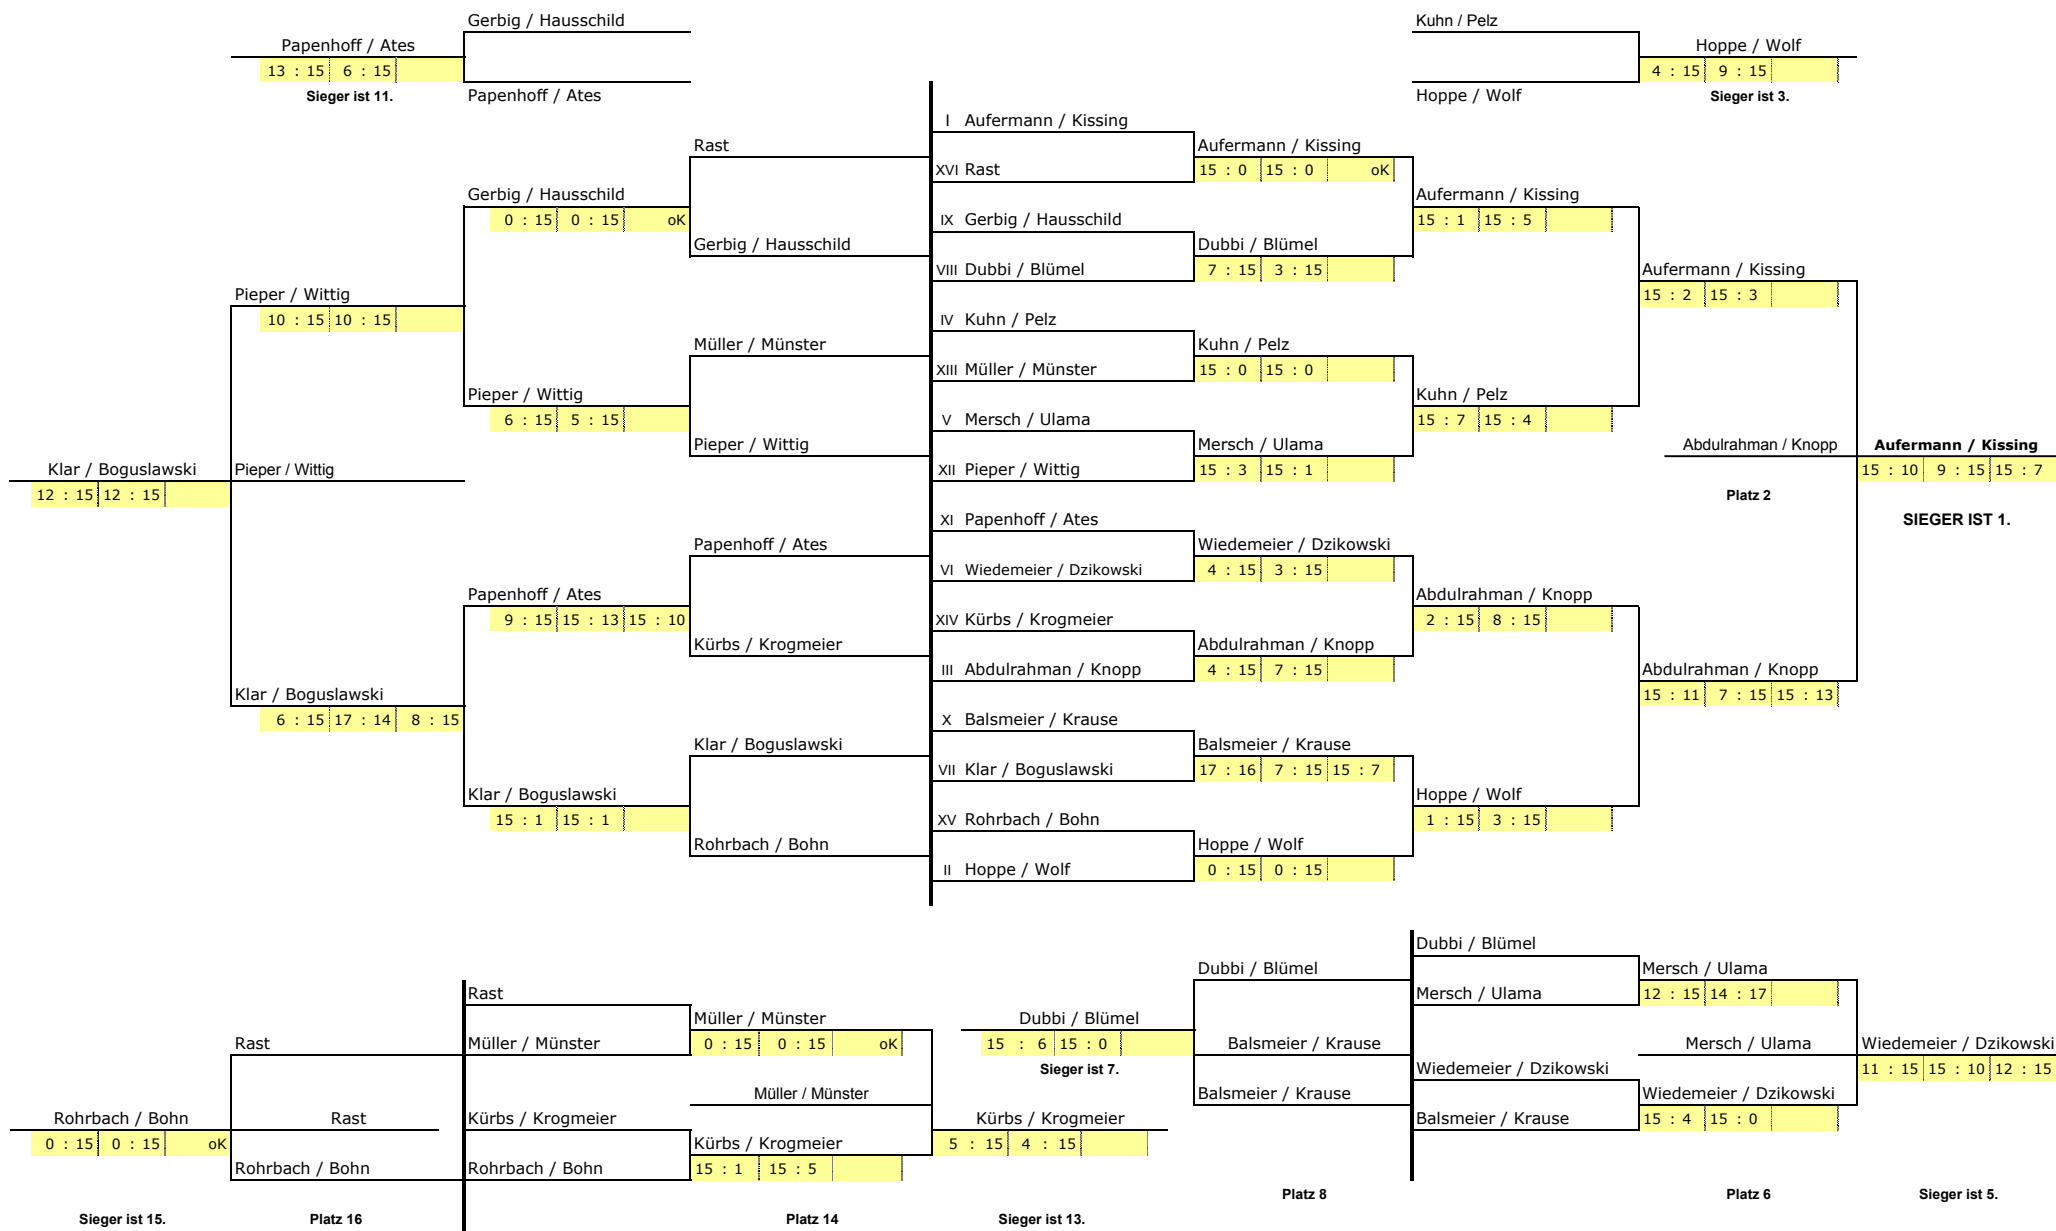 Gerbig / Hausschild
Kuhn / Pelz
Papenhoff / Ates
Hoppe / Wolf
13 : 15 6 : 15
4 : 15 9 : 15
Sieger ist 11.
Papenhoff / Ates
Hoppe / Wolf
Sieger ist 3.
I Aufermann / Kissing
Rast
Aufermann / Kissing
XVI Rast
15 : 0 15 : 0 oK
Gerbig / Hausschild
Aufermann / Kissing
0 : 15 0 : 15 oK
IX Gerbig / Hausschild
15 : 1 15 : 5
Gerbig / Hausschild
Dubbi / Blümel
VIII Dubbi / Blümel
7 : 15 3 : 15
Aufermann / Kissing
Pieper / Wittig
15 : 2 15 : 3
10 : 15 10 : 15
IV Kuhn / Pelz
Müller / Münster
Kuhn / Pelz
XIII Müller / Münster
15 : 0 15 : 0
Pieper / Wittig
Kuhn / Pelz
6 : 15 5 : 15
V Mersch / Ulama
15 : 7 15 : 4
Pieper / Wittig
Mersch / Ulama
Abdulrahman / Knopp
Aufermann / Kissing
Klar / Boguslawski
Pieper / Wittig
XII Pieper / Wittig
15 : 3 15 : 1
15 : 10 9 : 15 15 : 7
12 : 15 12 : 15
Platz 2
XI Papenhoff / Ates
SIEGER IST 1.
Papenhoff / Ates
Wiedemeier / Dzikowski
VI Wiedemeier / Dzikowski
4 : 15 3 : 15
Papenhoff / Ates
Abdulrahman / Knopp
9 : 15 15 : 13 15 : 10
XIV Kürbs / Krogmeier
2 : 15 8 : 15
Kürbs / Krogmeier
Abdulrahman / Knopp
III Abdulrahman / Knopp
4 : 15 7 : 15
Abdulrahman / Knopp
Klar / Boguslawski
15 : 11 7 : 15 15 : 13
6 : 15 17 : 14 8 : 15
X Balsmeier / Krause
Klar / Boguslawski
Balsmeier / Krause
VII Klar / Boguslawski
17 : 16 7 : 15 15 : 7
Klar / Boguslawski
Hoppe / Wolf
15 : 1 15 : 1
XV Rohrbach / Bohn
1 : 15 3 : 15
Rohrbach / Bohn
Hoppe / Wolf
II Hoppe / Wolf
0 : 15 0 : 15
Dubbi / Blümel
Dubbi / Blümel
Mersch / Ulama
Rast
Mersch / Ulama
12 : 15 14 : 17
Müller / Münster
Dubbi / Blümel
Rast
Müller / Münster
0 : 15 0 : 15 oK
15 : 6 15 : 0
Balsmeier / Krause
Mersch / Ulama
Wiedemeier / Dzikowski
Sieger ist 7.
Wiedemeier / Dzikowski
11 : 15 15 : 10 12 : 15
Müller / Münster
Balsmeier / Krause
Wiedemeier / Dzikowski
Rohrbach / Bohn
Rast
Kürbs / Krogmeier
Kürbs / Krogmeier
Balsmeier / Krause
15 : 4 15 : 0
0 : 15 0 : 15 oK
Kürbs / Krogmeier
5 : 15 4 : 15
Rohrbach / Bohn
Rohrbach / Bohn
15 : 1 15 : 5
Platz 8
Platz 6
Sieger ist 5.
Sieger ist 15.
Platz 16
Platz 14
Sieger ist 13.